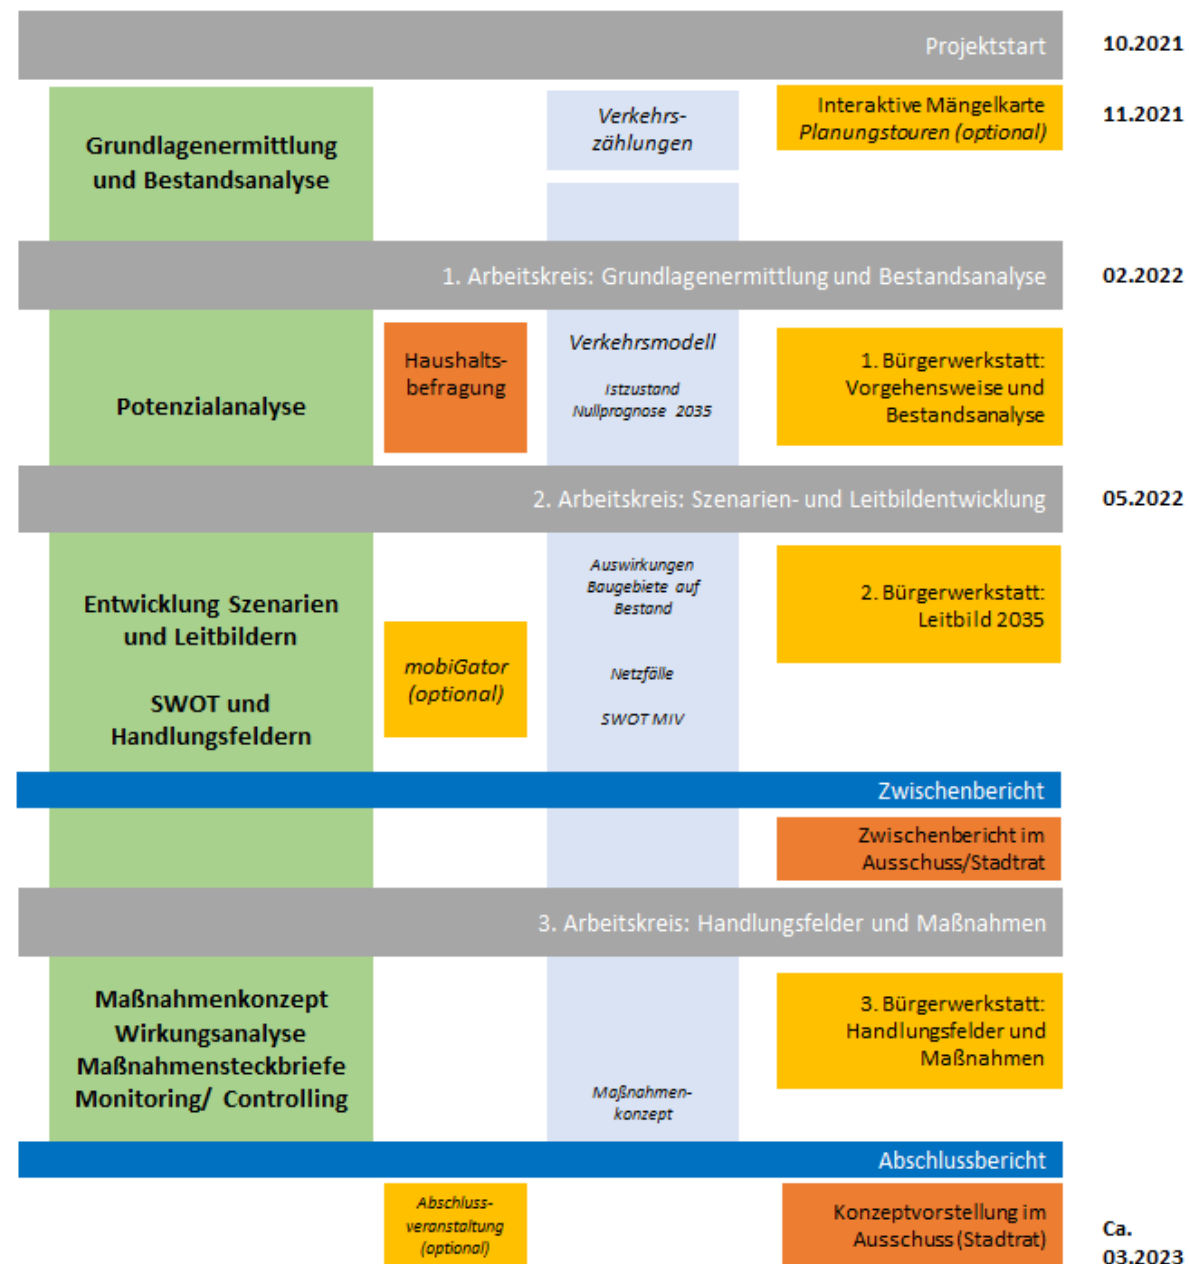 Projektstart
10.2021
Grundlagenermittlung
und Bestandsanalyse
Verkehrs-
zählungen
Interaktive Mängelkarte
Planungstouren (optional)
11.2021
1. Arbeitskreis: Grundlagenermittlung und Bestandsanalyse
02.2022
Potenzialanalyse
Haushalts-
befragung
Verkehrsmodell
Istzustand
Nullprognose 2035
1. Bürgerwerkstatt:
Vorgehensweise und
Bestandsanalyse
2. Arbeitskreis: Szenarien- und Leitbildentwicklung
05.2022
Entwicklung Szenarien
und Leitbildern
SWOT und
Handlungsfeldern
mobiGator
(optional)
Auswirkungen
Baugebiete auf
Bestand
Netzfälle
SWOT MIV
2. Bürgerwerkstatt:
Leitbild 2035
Zwischenbericht
Zwischenbericht im
Ausschuss/Stadtrat
3. Arbeitskreis: Handlungsfelder und Maßnahmen
Maßnahmenkonzept
Wirkungsanalyse
Maßnahmensteckbriefe
Monitoring/ Controlling
Maßnahmen-
konzept
3. Bürgerwerkstatt:
Handlungsfelder und
Maßnahmen
Abschlussbericht
Abschluss-
veranstaltung
(optional)
Konzeptvorstellung im
Ausschuss (Stadtrat)
Ca.
03.2023